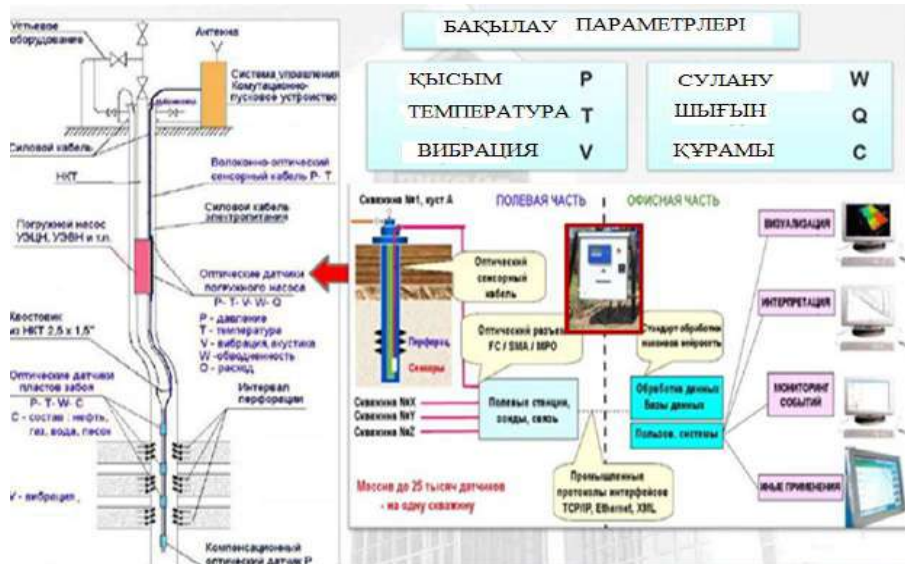 Устьевое
оборудование
Антенна
Система управления
Комутационно-
пусковое устройство
Силовой кабель
НКТ
Волоконно-оптический
сенсорный кабель P- T
Силовой кабель
электропитания
Погружной насос
УЭЦН, УЭВН и т.п.
Оптические датчики
погружного насоса
P- T- V- W- Q
P - давление
T - температура
V - вибрация, акустика
W -обводненность
Q - расход
Хвостовик
из НКТ 2,5 x 1,5"
Оптические датчики
пластов забоя
P- T- W- C
C - состав : нефть,
газ, вода, песок
Интервал
перфорации
V - вибрация
Компенсационный
оптический датчик P
БАҚЫЛАУ ПАРАМЕТРЛЕРІ
ҚЫСЫМ P
ТЕМПЕРАТУРА T
ВИБРАЦИЯ V
СУЛАНУ W
ШЫҒЫН Q
ҚҰРАМЫ C
Скважина №1, куст А
ПОЛЕВАЯ ЧАСТЬ
ОФИСНАЯ ЧАСТЬ
Оптический
сенсорный
кабель
Оптический разъем
FC / SMA / MPO
Перфорац.
Сенсоры
Скважина №X
Скважина №Y
Скважина №Z
Полевые станции,
зонды, связь
Массив до 25 тысяч датчиков
- на одну скважину
Промышленные
протоколы интерфейсов
TCP/IP, Ethernet, XML
Стандарт обработки
Обработка данных
Базы данных
Пользов. системы
ВИЗУАЛИЗАЦИЯ
ИНТЕРПРЕТАЦИЯ
МОНИТОРИНГ
СОБЫТИЙ
ИНЫЕ ПРИМЕНЕНИЯ